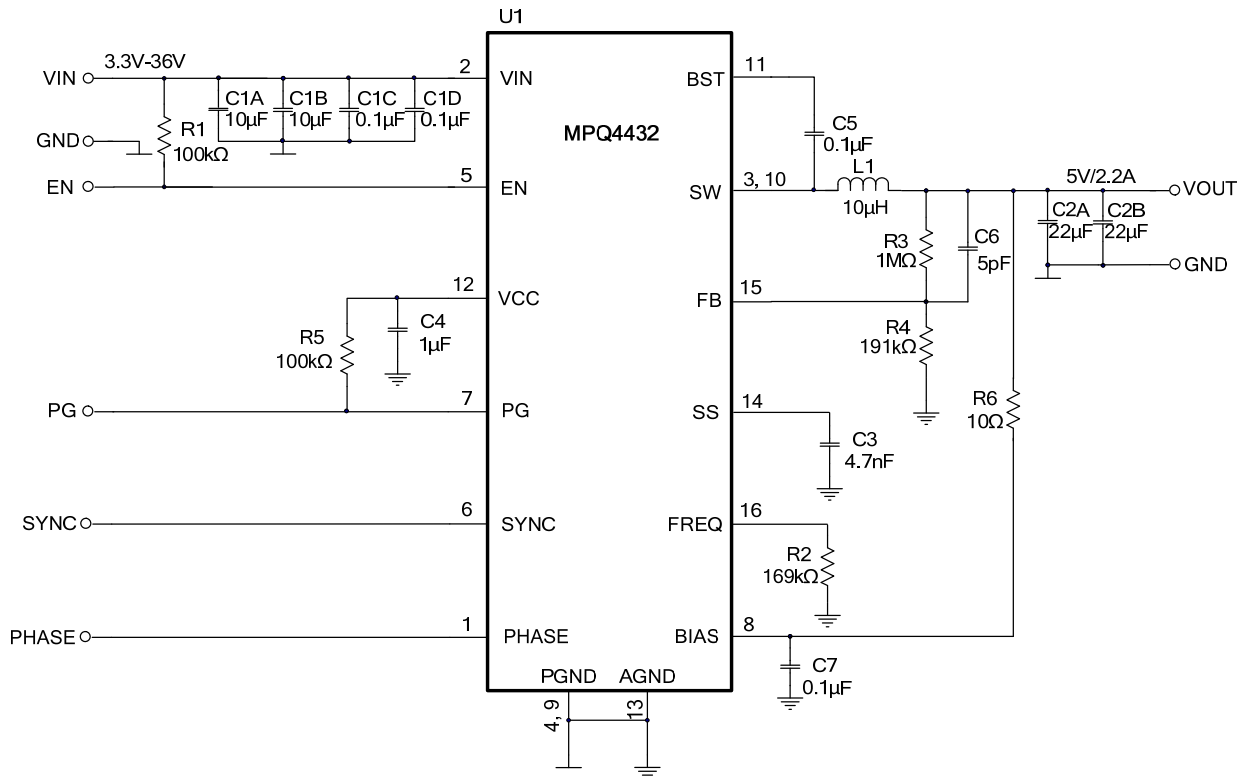 U1
MPQ4432
3.3V-36V
VIN
GND
EN
R1
100kΩ
C1A
10µF
C1B
10µF
C1C
0.1µF
C1D
0.1µF
2
VIN
5
EN
12
VCC
R5
100kΩ
C4
1µF
PG
7
PG
SYNC
6
SYNC
PHASE
1
PHASE
PGND
4, 9
AGND
13
BST
11
C5
0.1µF
SW
3, 10
L1
10µH
5V/2.2A
VOUT
C2A
22µF
C2B
22µF
GND
R3
1MΩ
C6
5pF
FB
15
R4
191kΩ
SS
14
C3
4.7nF
R6
10Ω
FREQ
16
R2
169kΩ
BIAS
8
C7
0.1µF